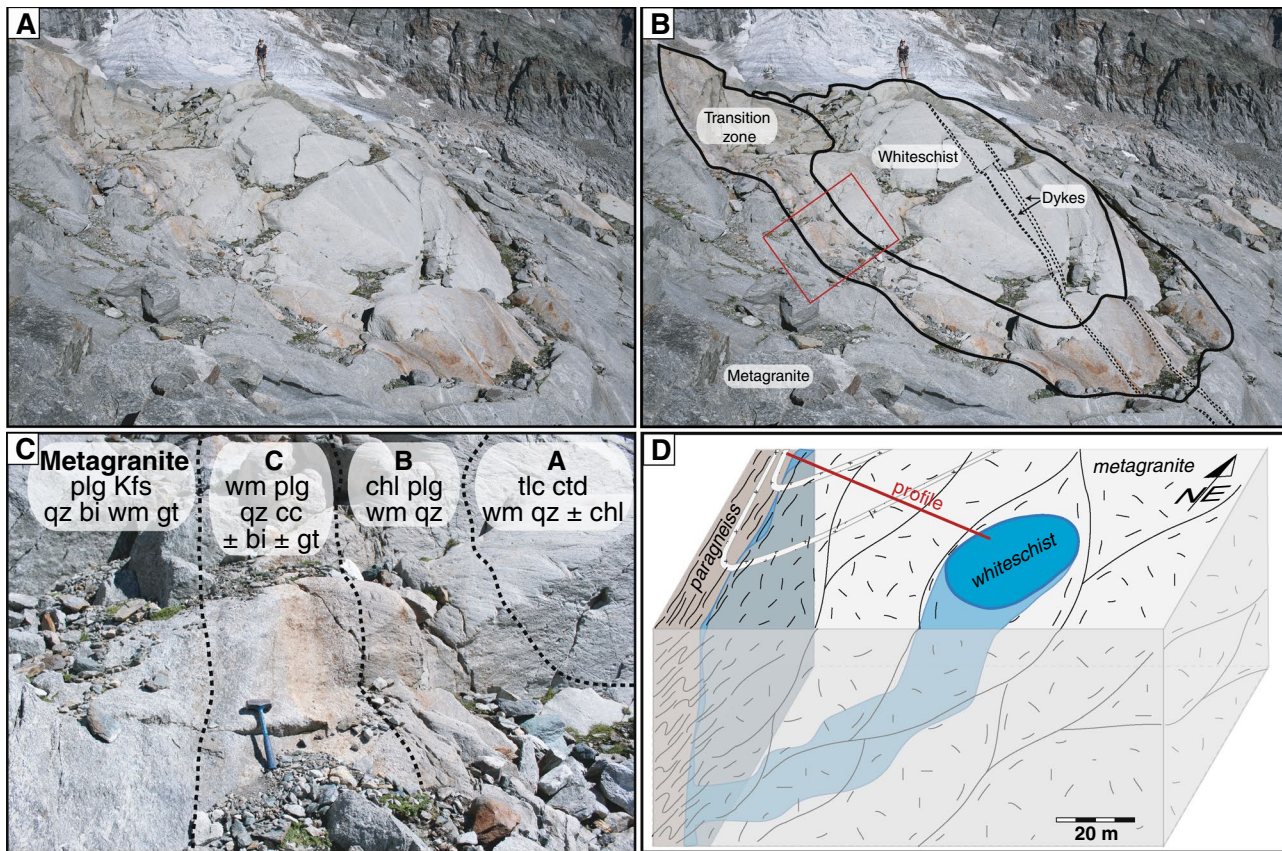 A
B
Transition
zone
Whiteschist
Dykes
Metagranite
C
Metagranite
plg Kfs
qz bi wm gt
C
wm plg
qz cc
± bi ± gt
B
chl plg
wm qz
A
tlc ctd
wm qz ± chl
D
metagranite
NE
profile
paragneiss
whiteschist
20 m